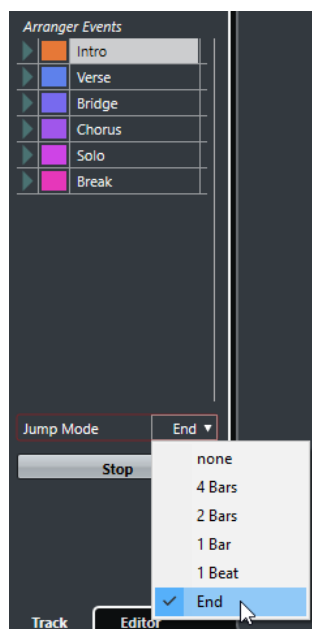 Arranger Events
Intro
Verse
Bridge
Chorus
Solo
Break
Jump Mode End
Stop
none
4 Bars
2 Bars
1 Bar
1 Beat
End
Track Editor